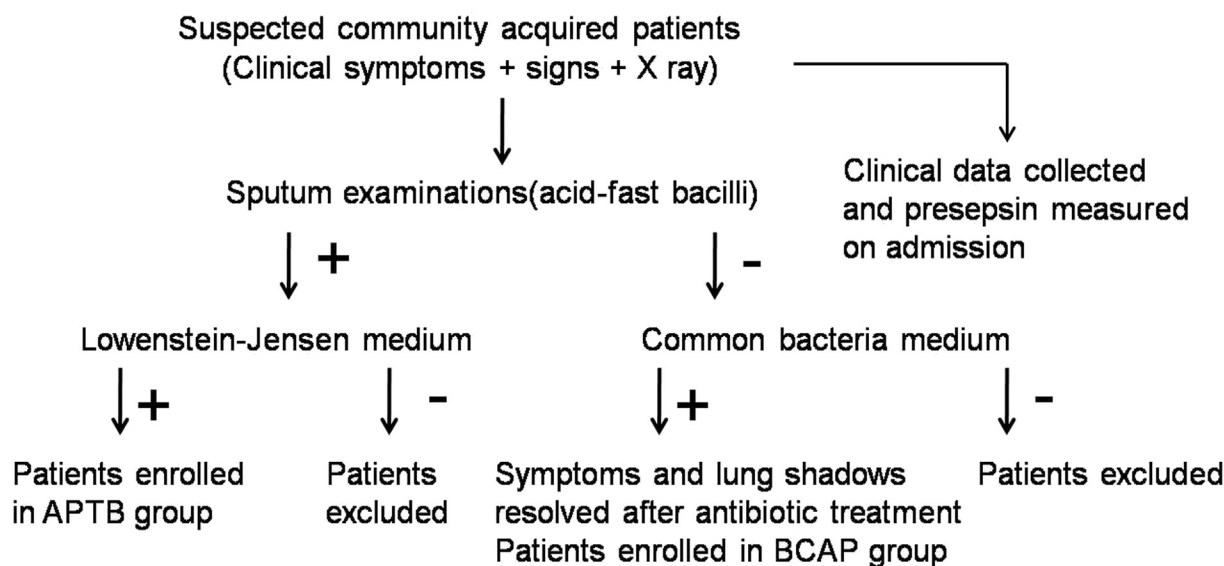 Suspected community acquired patients
(Clinical symptoms + signs + X ray)
Clinical data collected
and presepsin measured
on admission
Sputum examinations(acid-fast bacilli)
+
-
Lowenstein-Jensen medium
Common bacteria medium
+
-
+
-
Patients enrolled
in APTB group
Patients
excluded
Symptoms and lung shadows
resolved after antibiotic treatment
Patients enrolled in BCAP group
Patients excluded